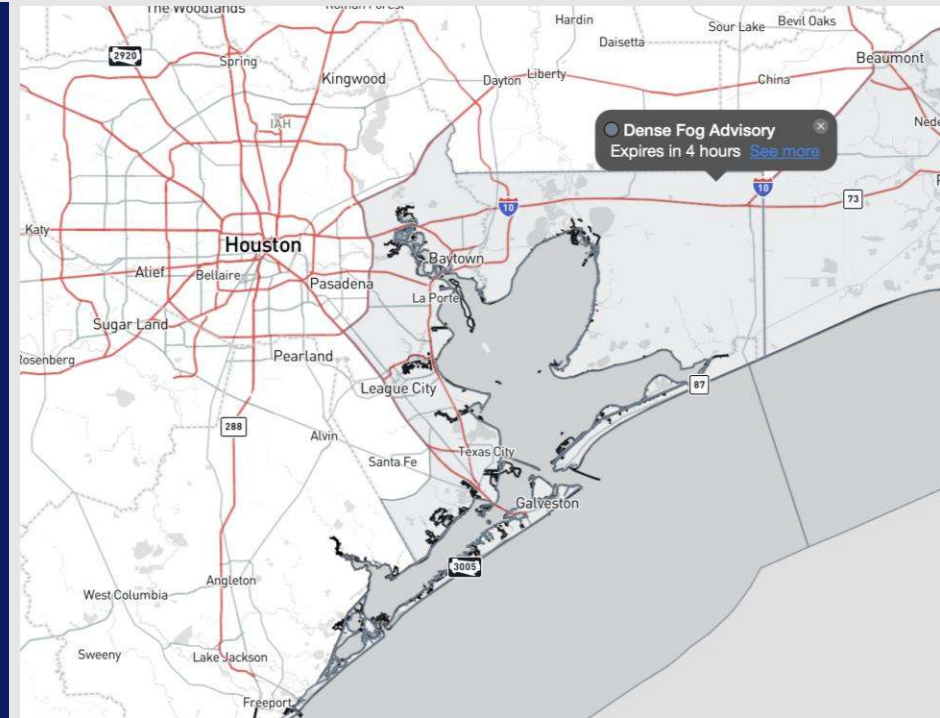 The Woodlands
Roman Forest
Hardin
Sour Lake
Bevil Oaks
Daisetta
2920
Spring
Beaumont
Kingwood
Dayton
Liberty
China
IAH
Dense Fog Advisory
Expires in 4 hours See more
10
10
73
Katy
Houston
Baytown
Alief
Bellaire
Pasadena
La Porte
Sugar Land
Pearland
Rosenberg
League City
87
288
Alvin
Santa Fe
Texas City
Galveston
3005
Angleton
West Columbia
Sweeny
Lake Jackson
Freeport